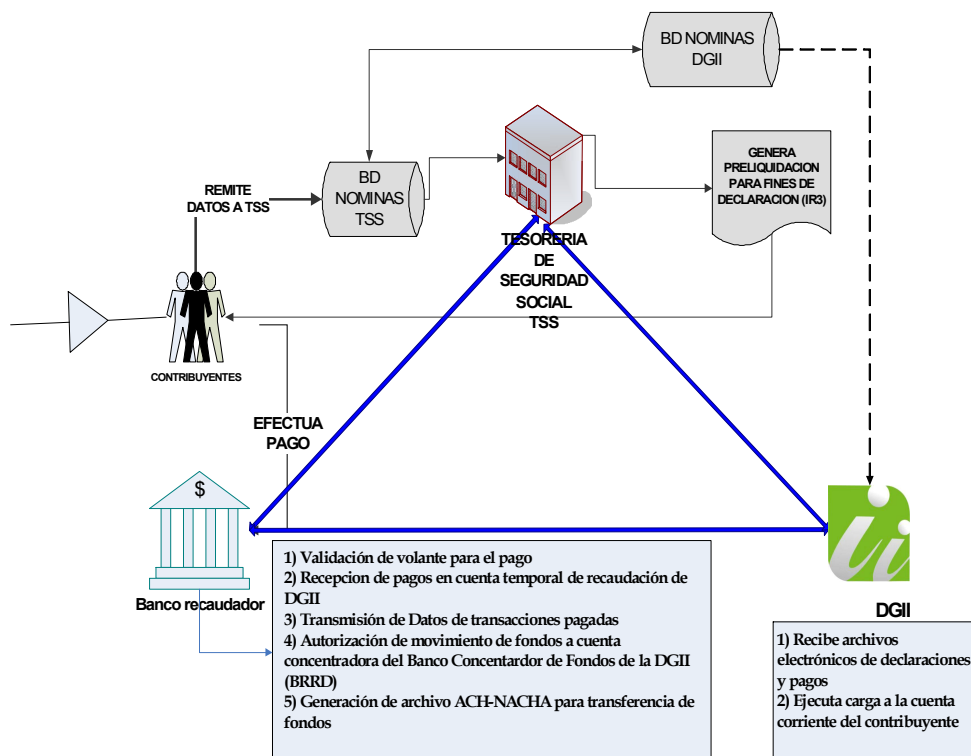 BD NOMINAS
DGII
BD
NOMINAS
TSS
REMITE
DATOS A TSS
GENERA
PRELIQUIDACION
PARA FINES DE
DECLARACION (IR3)
TESORERIA
DE
SEGURIDAD
SOCIAL
TSS
CONTRIBUYENTES
EFECTUA
PAGO
$
Banco recaudador
1) Validación de volante para el pago
2) Recepcion de pagos en cuenta temporal de recaudación de
DGII
3) Transmisión de Datos de transacciones pagadas
4) Autorización de movimiento de fondos a cuenta
concentradora del Banco Concentardor de Fondos de la DGII
(BRRD)
5) Generación de archivo ACH-NACHA para transferencia de
fondos
DGII
1) Recibe archivos
electrónicos de declaraciones
y pagos
2) Ejecuta carga a la cuenta
corriente del contribuyente